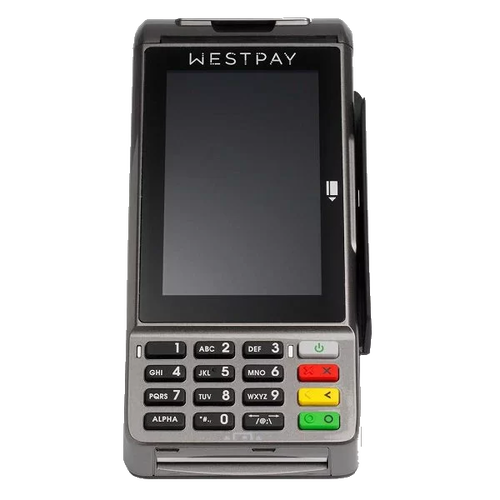 WESTPAY
1 ABC 2 DEF 3
GHI 4 JKL 5 MNO 6
PQRS 7 TUV 8 WXYZ 9
ALPHA *#., 0 /@:\